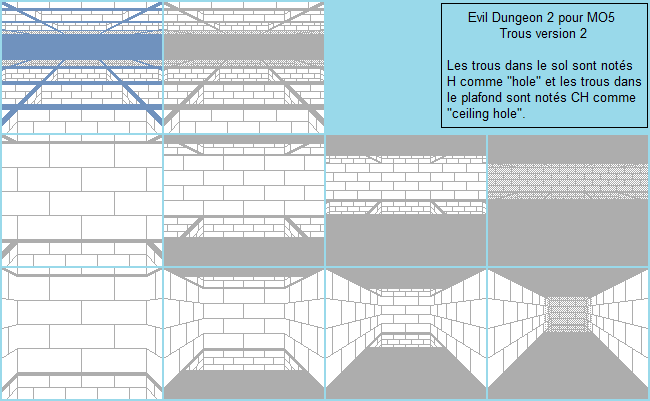 Evil Dungeon 2 pour MO5
Trous version 2
Les trous dans le sol sont notés
H comme "hole" et les trous dans
le plafond sont notés CH comme
"ceiling hole".